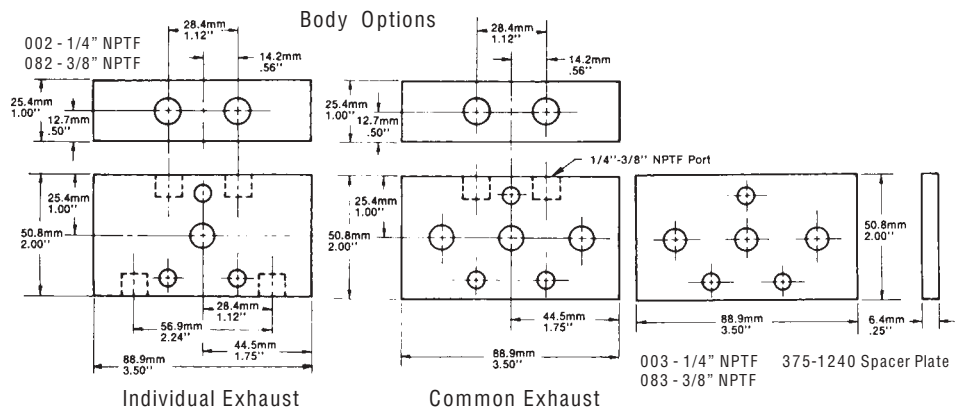 Body Options
002 - 1/4" NPTF
082 - 3/8" NPTF
28.4mm
1.12"
14.2mm
.56"
25.4mm
1.00"
12.7mm
.50"
28.4mm
1.12"
14.2mm
.56"
25.4mm
1.00"
12.7mm
.50"
1/4"-3/8" NPTF Port
25.4mm
1.00"
50.8mm
2.00"
28.4mm
1.12"
56.9mm
2.24"
44.5mm
1.75"
88.9mm
3.50"
Individual Exhaust
25.4mm
1.00"
50.8mm
2.00"
44.5mm
1.75"
88.9mm
3.50"
Common Exhaust
50.8mm
2.00"
88.9mm
3.50"
6.4mm
.25"
003 - 1/4" NPTF
083 - 3/8" NPTF
375-1240 Spacer Plate